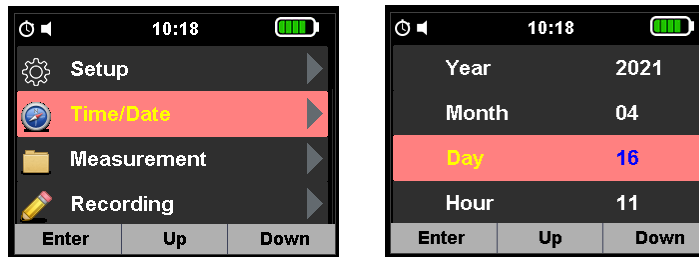 10:18
Setup
Time/Date
Measurement
Recording
Enter Up Down
10:18
Year 2021
Month 04
Day 16
Hour 11
Enter Up Down